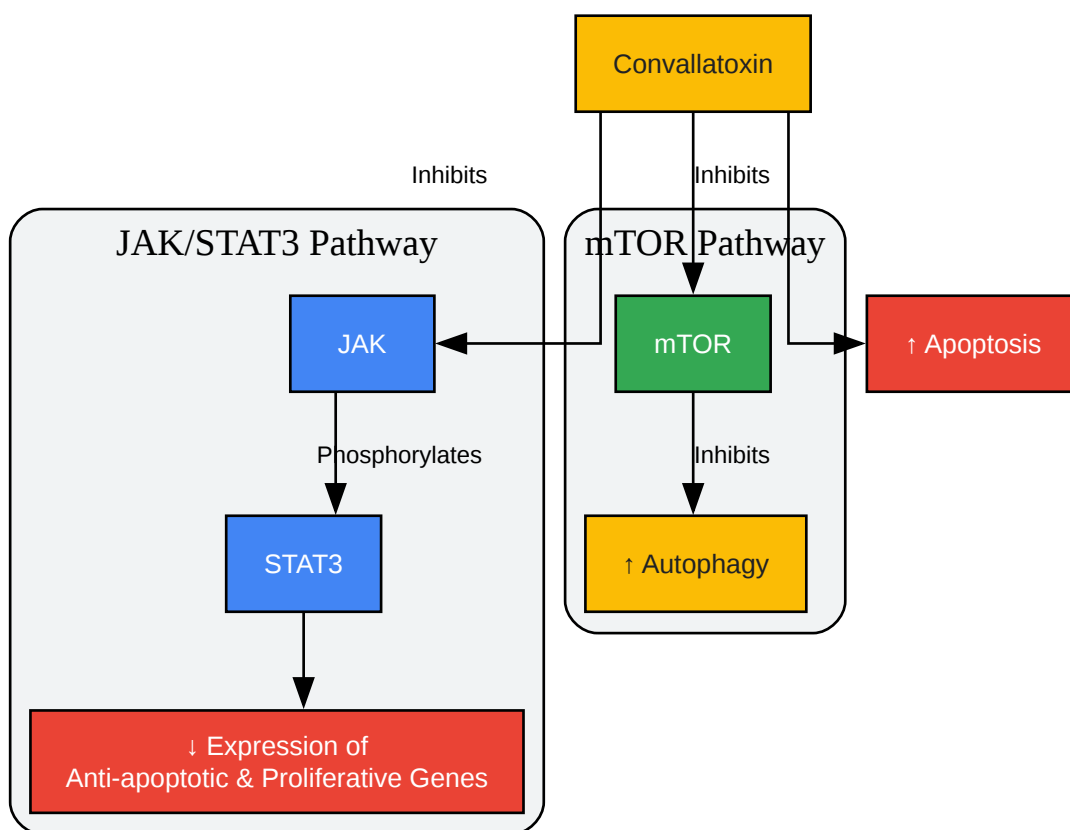 Convallatoxin
Inhibits
Inhibits
JAK/STAT3 Pathway
mTOR Pathway
JAK
mTOR
↑ Apoptosis
Phosphorylates
Inhibits
STAT3
↑ Autophagy
↓ Expression of
Anti-apoptotic & Proliferative Genes